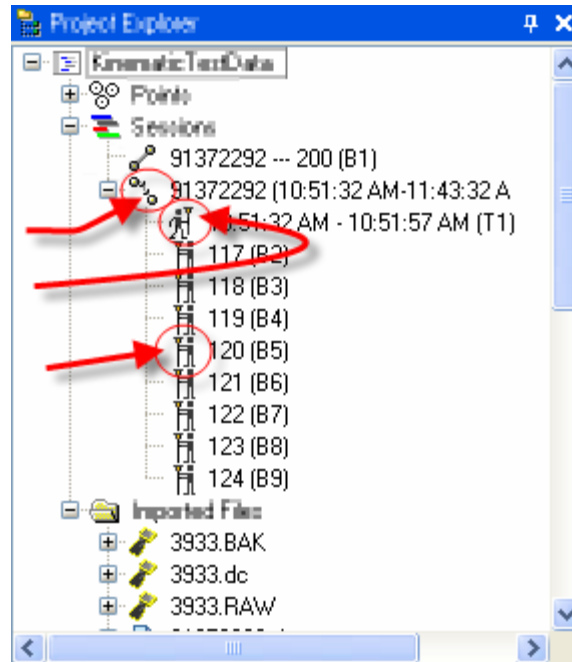 Project Explorer
KinematicTestData
Points
Sessions
91372292 --- 200 (B1)
91372292 (10:51:32 AM-11:43:32 A
10:51:32 AM - 10:51:57 AM (T1)
117 (B2)
118 (B3)
119 (B4)
120 (B5)
121 (B6)
122 (B7)
123 (B8)
124 (B9)
Imported Files
3933.BAK
3933.dc
3933.RAW